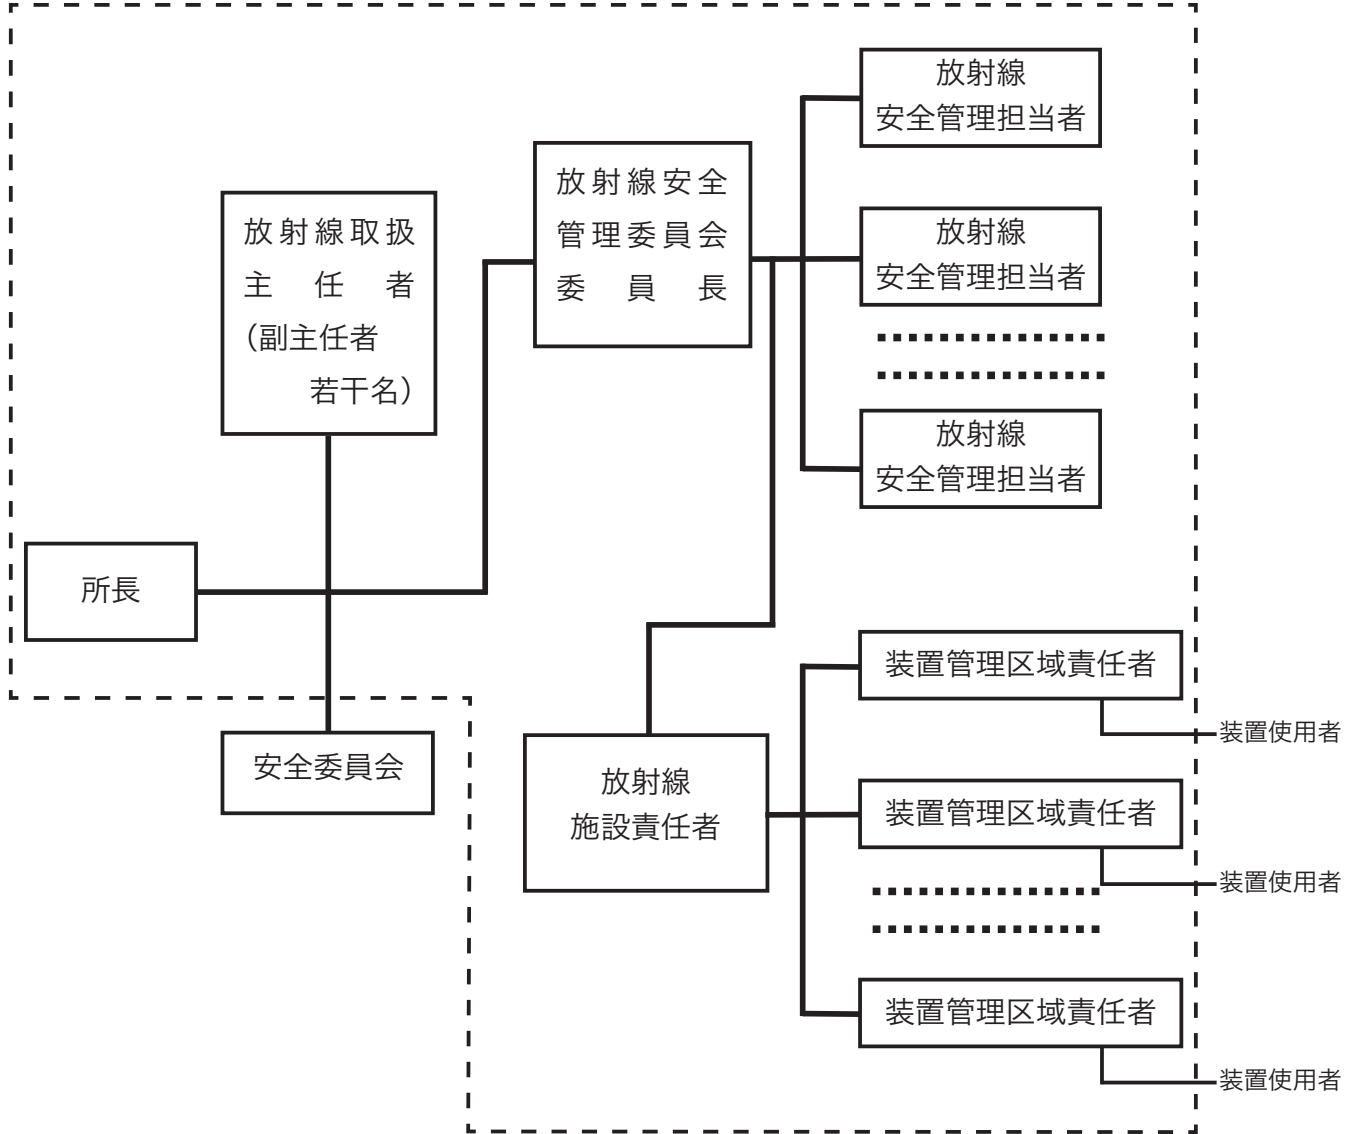 放射線
安全管理担当者
放射線安全
管理委員会
委員長
放射線取扱
主任者
（副主任者
若干名）
放射線
安全管理担当者
放射線
安全管理担当者
所長
装置管理区域責任者
装置使用者
安全委員会
放射線
施設責任者
装置管理区域責任者
装置使用者
装置管理区域責任者
装置使用者